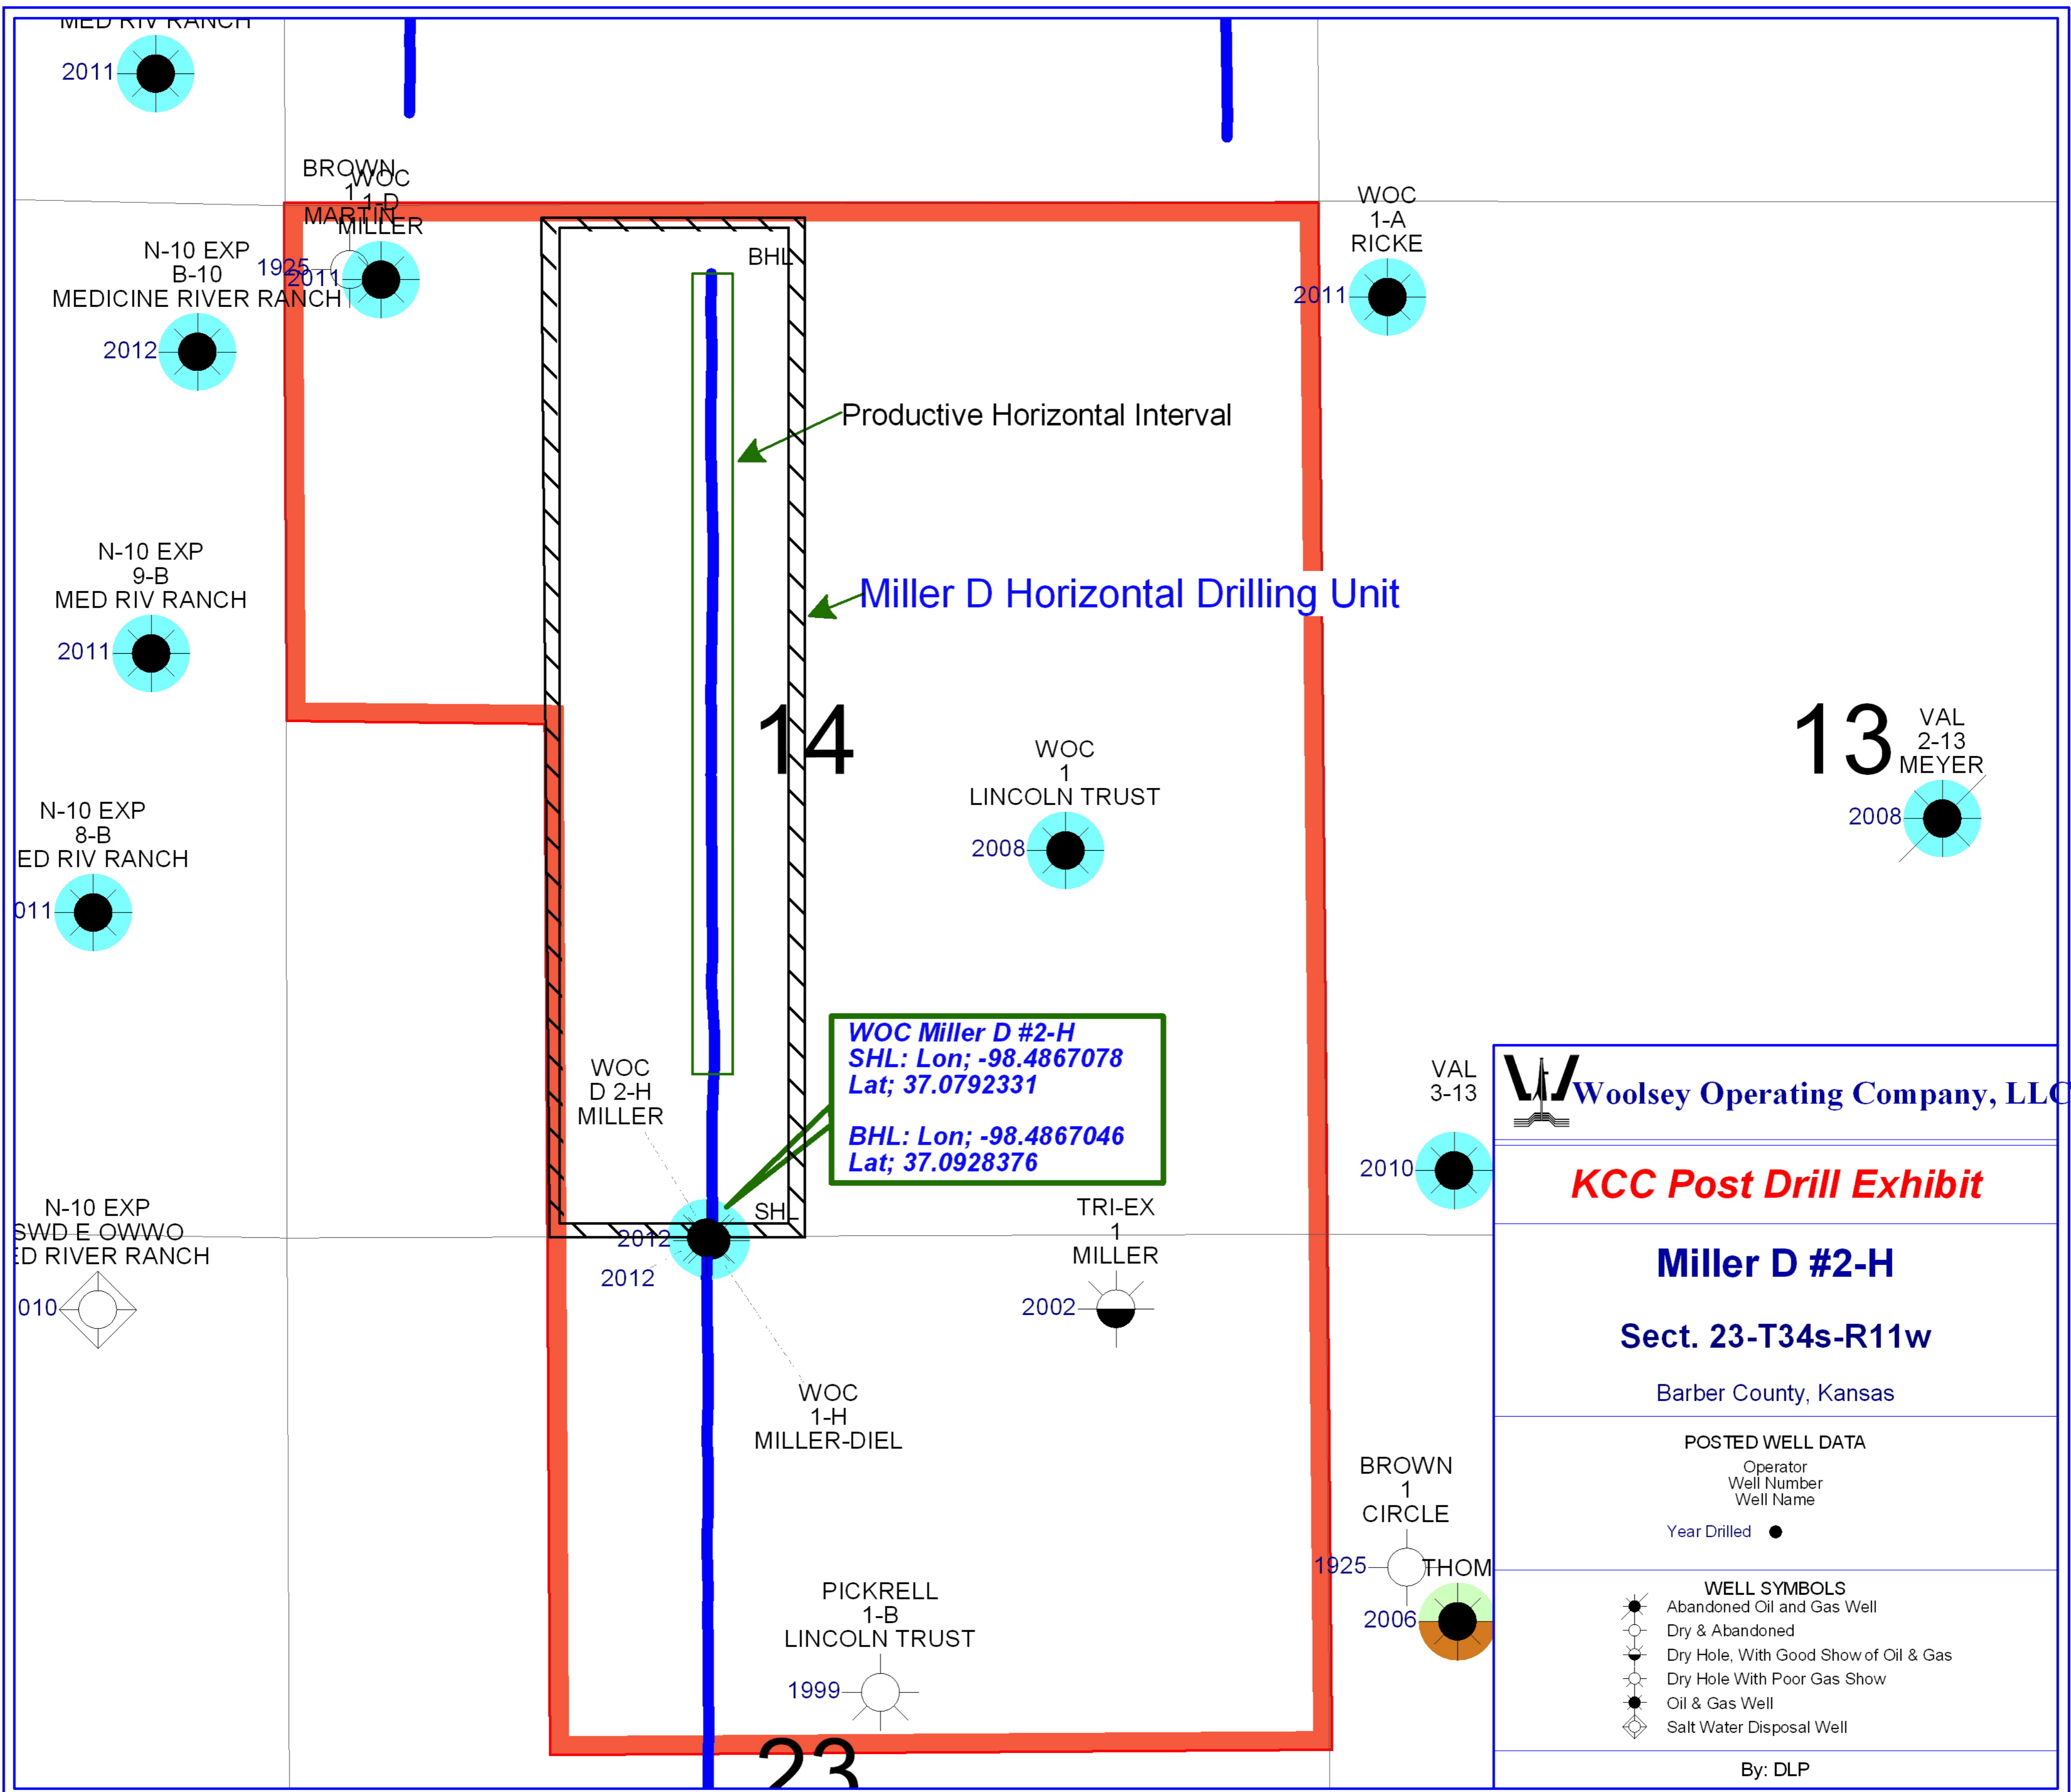 MED RIV RANCH
2011
BROWN
1
MARTIN
1925
WOC
1-D
MILLER
2011
WOC
1-A
RICKE
2011
N-10 EXP
B-10
MEDICINE RIVER RANCH
2012
BHL
Productive Horizontal Interval
N-10 EXP
9-B
MED RIV RANCH
2011
Miller D Horizontal Drilling Unit
14
13
VAL
2-13
MEYER
2008
WOC
1
LINCOLN TRUST
2008
N-10 EXP
8-B
ED RIV RANCH
011
WOC Miller D #2-H
SHL: Lon; -98.4867078
Lat; 37.0792331
BHL: Lon; -98.4867046
Lat; 37.0928376
WOC
D 2-H
MILLER
VAL
3-13
2010
N-10 EXP
SWD E OWWO
ED RIVER RANCH
010
SHL
2012
2012
TRI-EX
1
MILLER
2002
WOC
1-H
MILLER-DIEL
BROWN
1
CIRCLE
1925
THOM
2006
PICKRELL
1-B
LINCOLN TRUST
1999
23
Woolsey Operating Company, LLC
KCC Post Drill Exhibit
Miller D #2-H
Sect. 23-T34s-R11w
Barber County, Kansas
POSTED WELL DATA
Operator
Well Number
Well Name
Year Drilled
WELL SYMBOLS
Abandoned Oil and Gas Well
Dry & Abandoned
Dry Hole, With Good Show of Oil & Gas
Dry Hole With Poor Gas Show
Oil & Gas Well
Salt Water Disposal Well
By: DLP